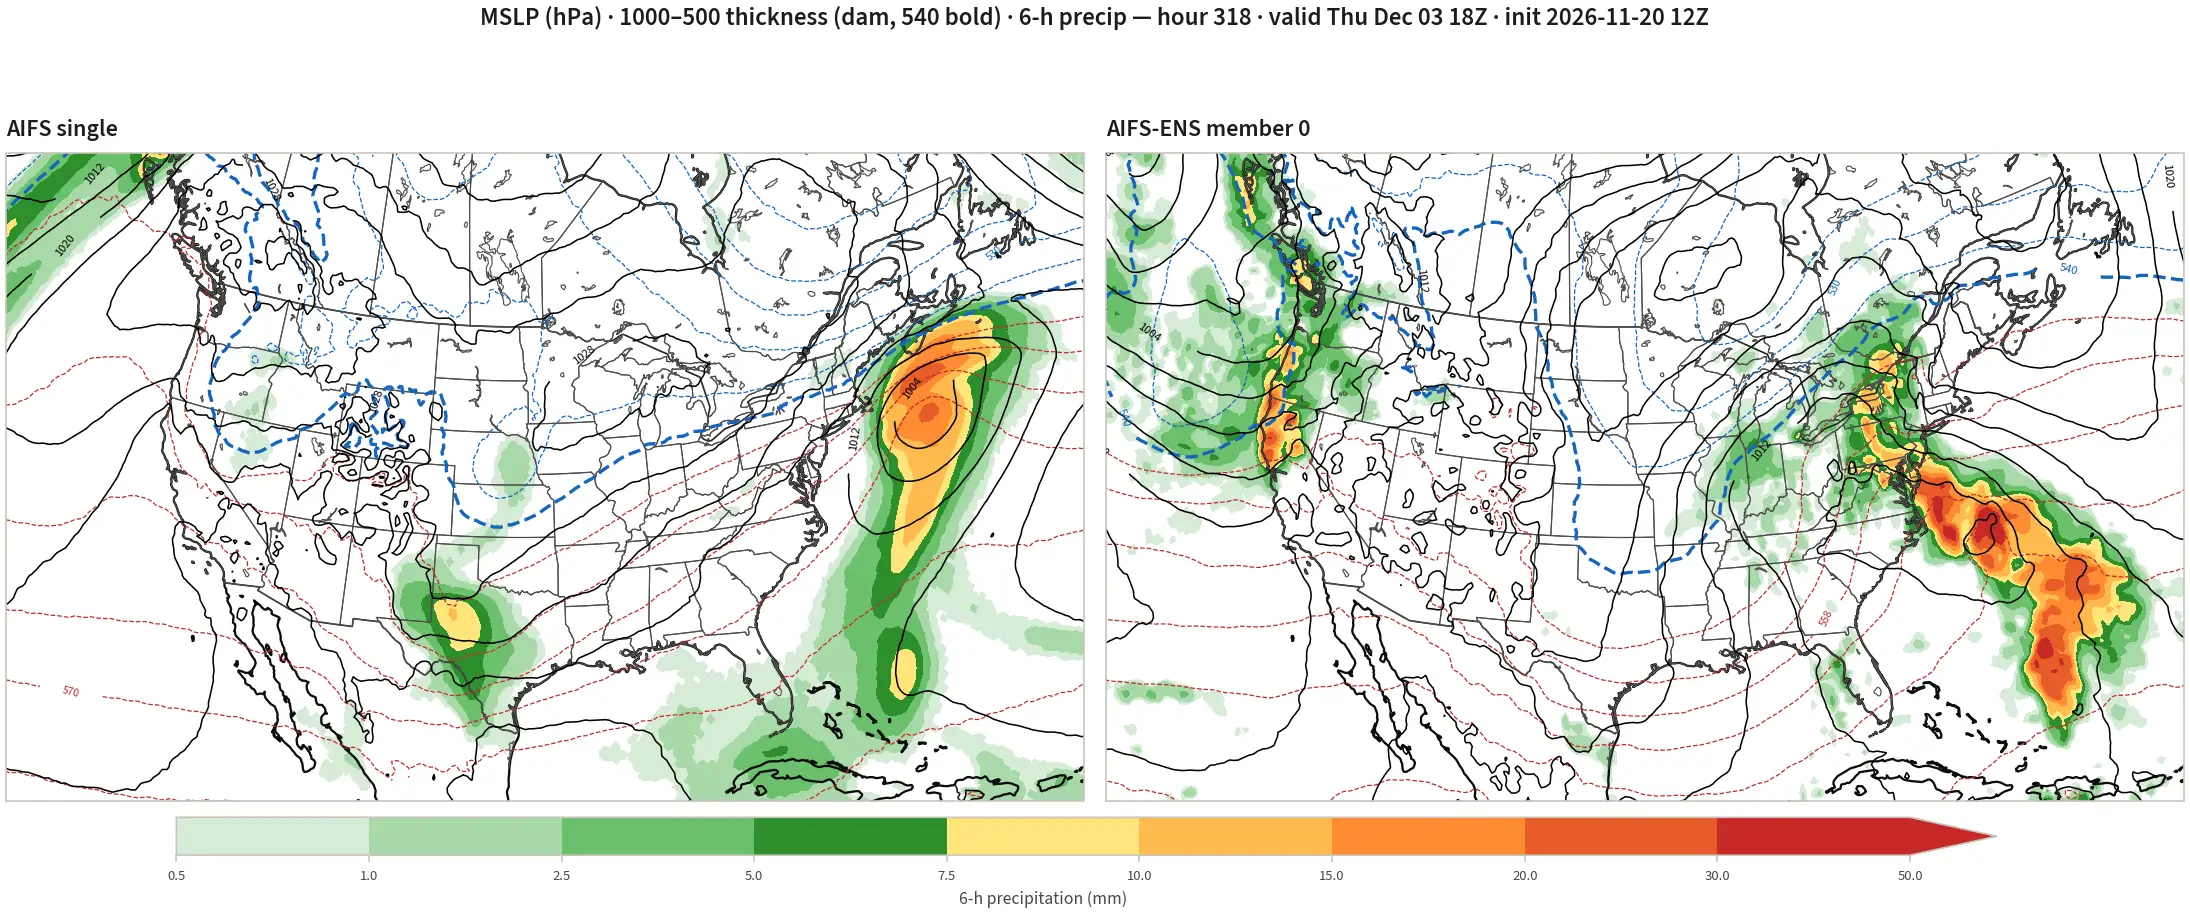 MSLP (hPa) · 1000–500 thickness (dam, 540 bold) · 6-h precip — hour 318 · valid Thu Dec 03 18Z · init 2026-11-20 12Z
AIFS single
AIFS-ENS member 0
1012
1020
1028
1004
1012
570
1020
540
1004
1012
558
0.5 1.0 2.5 5.0 7.5 10.0 15.0 20.0 30.0 50.0
6-h precipitation (mm)